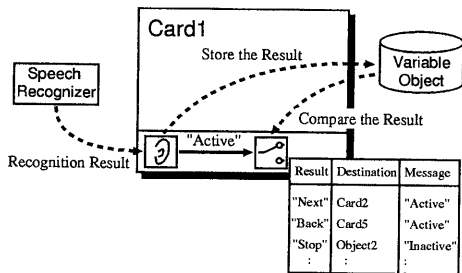 Card1
Store the Result
Speech
Recognizer
Variable
Object
Compare the Result
"Active"
Recognition Result
Result Destination Message
"Next" Card2 "Active"
"Back" Card5 "Active"
"Stop" Object2 "Inactive"
: : :